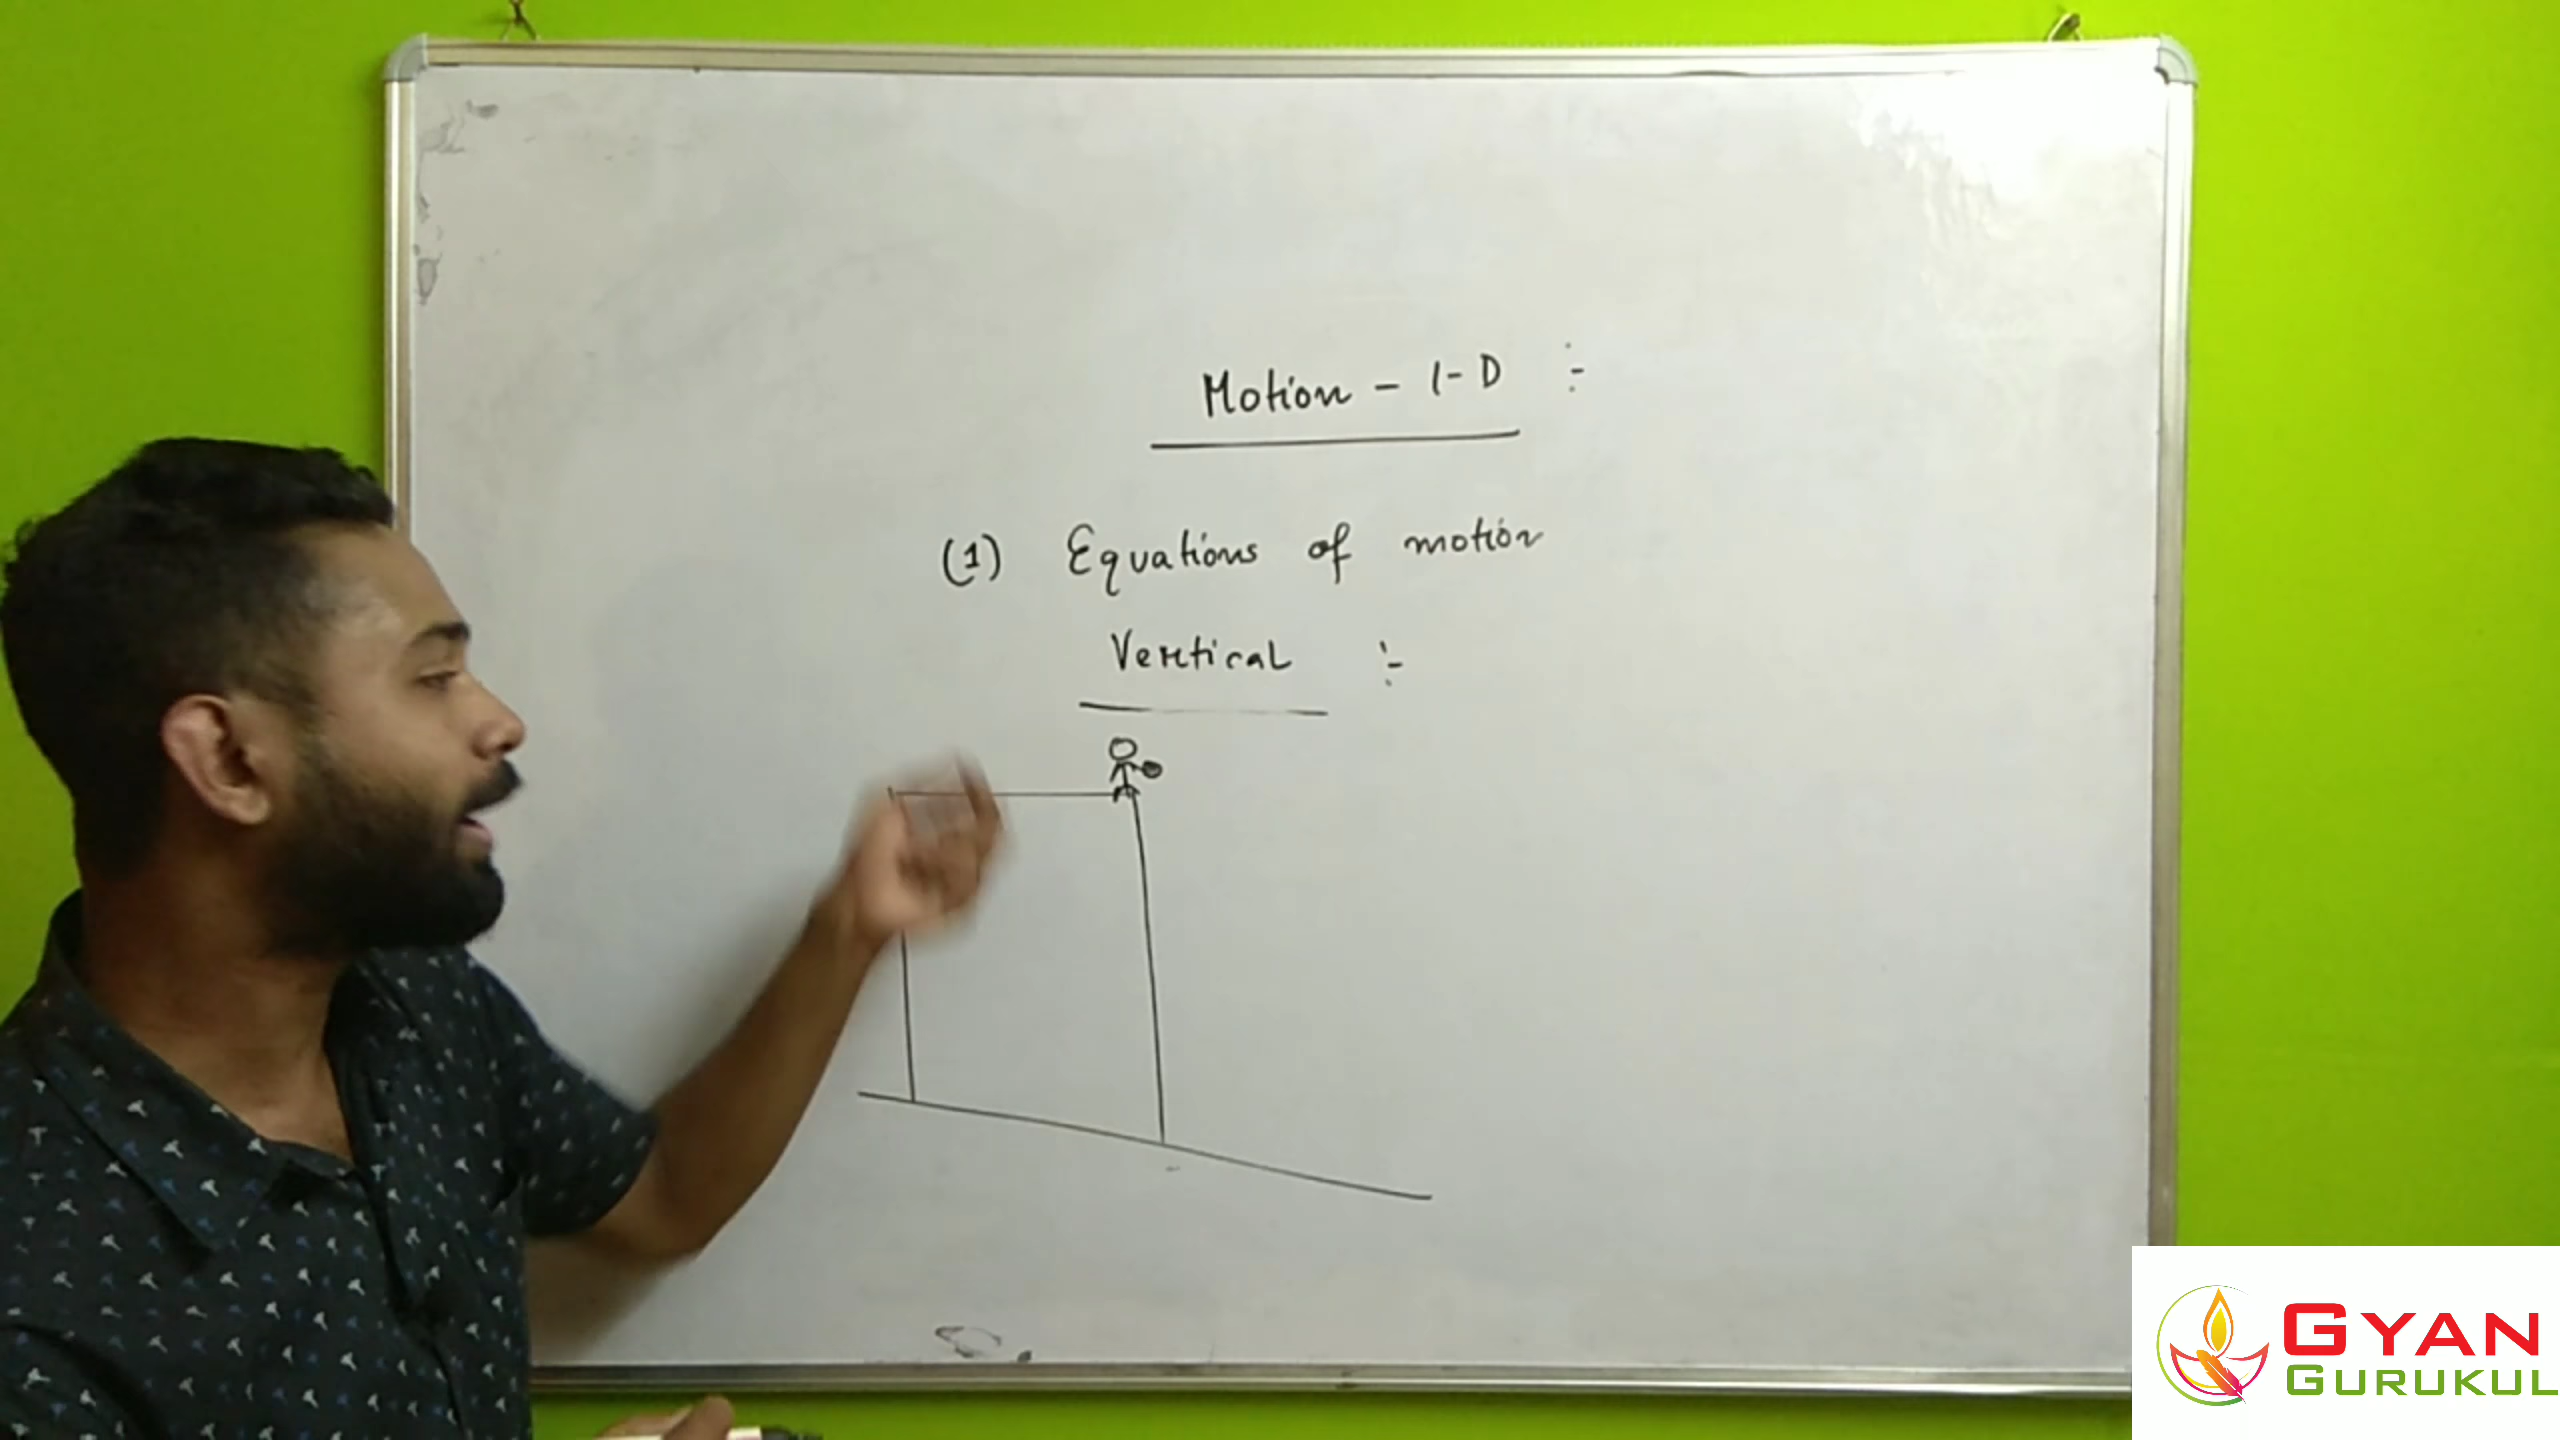 Motion - 1-D :-
(1) Equations of motion
Vertical :-
GYAN
GURUKUL